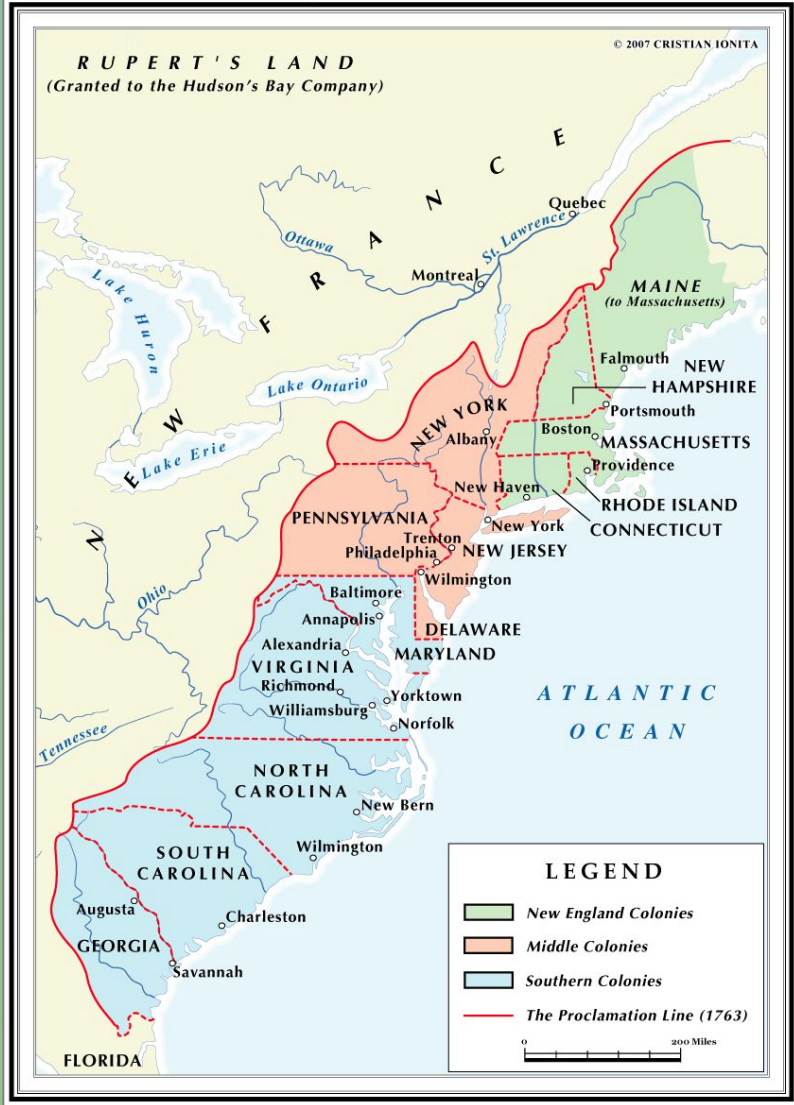 © 2007 CRISTIAN IONITA
RUPERT'S LAND
(Granted to the Hudson's Bay Company)
NEW FRANCE
Quebec
St. Lawrence
Ottawa
Montreal
MAINE
(to Massachusetts)
Lake Huron
Lake Ontario
Falmouth
NEW
HAMPSHIRE
NEW YORK
Portsmouth
Albany
Boston
MASSACHUSETTS
Lake Erie
Providence
New Haven
RHODE ISLAND
PENNSYLVANIA
New York
CONNECTICUT
Trenton
Philadelphia
NEW JERSEY
Wilmington
Ohio
Baltimore
Annapolis
DELAWARE
Alexandria
MARYLAND
VIRGINIA
Richmond
Yorktown
Williamsburg
Norfolk
ATLANTIC
OCEAN
Tennessee
NORTH
CAROLINA
New Bern
Wilmington
SOUTH
CAROLINA
Augusta
Charleston
GEORGIA
Savannah
FLORIDA
LEGEND
New England Colonies
Middle Colonies
Southern Colonies
The Proclamation Line (1763)
0 200 Miles